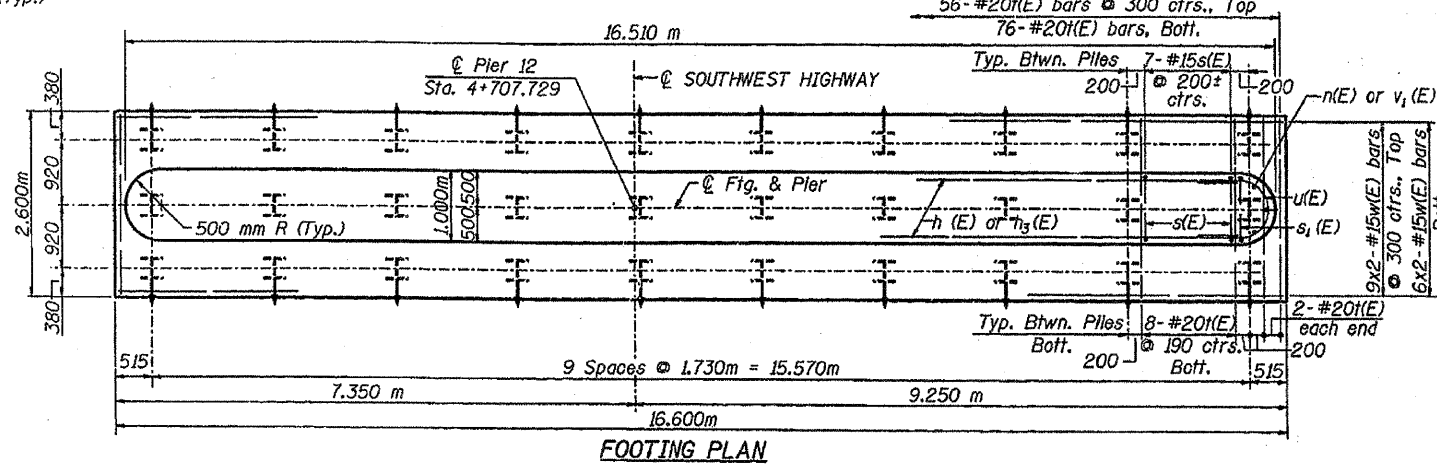 (Typ.)
56-#20t(E) bars @ 300 ctrs., Top
76-#20t(E) bars, Bott.
16.510 m
℄ Pier 12
Sta. 4+707.729
℄ SOUTHWEST HIGHWAY
Typ. Btwn. Piles
7-#15s(E)
@ 200±
ctrs.
200
200
n(E) or v₁(E)
380
920
920
380
2.600m
500 mm R (Typ.)
1.000m
500
500
℄ Ftg. & Pier
h (E) or h₃(E)
s(E)
u(E)
s₁(E)
9x2-#15w(E) bars
@ 300 ctrs., Top
6x2-#15w(E) bars
Typ. Btwn. Piles
Bott.
8-#20t(E)
@ 190 ctrs.
Bott.
200
200
2-#20t(E)
each end
515
9 Spaces @ 1.730m = 15.570m
515
7.350 m
9.250 m
16.600m
FOOTING PLAN